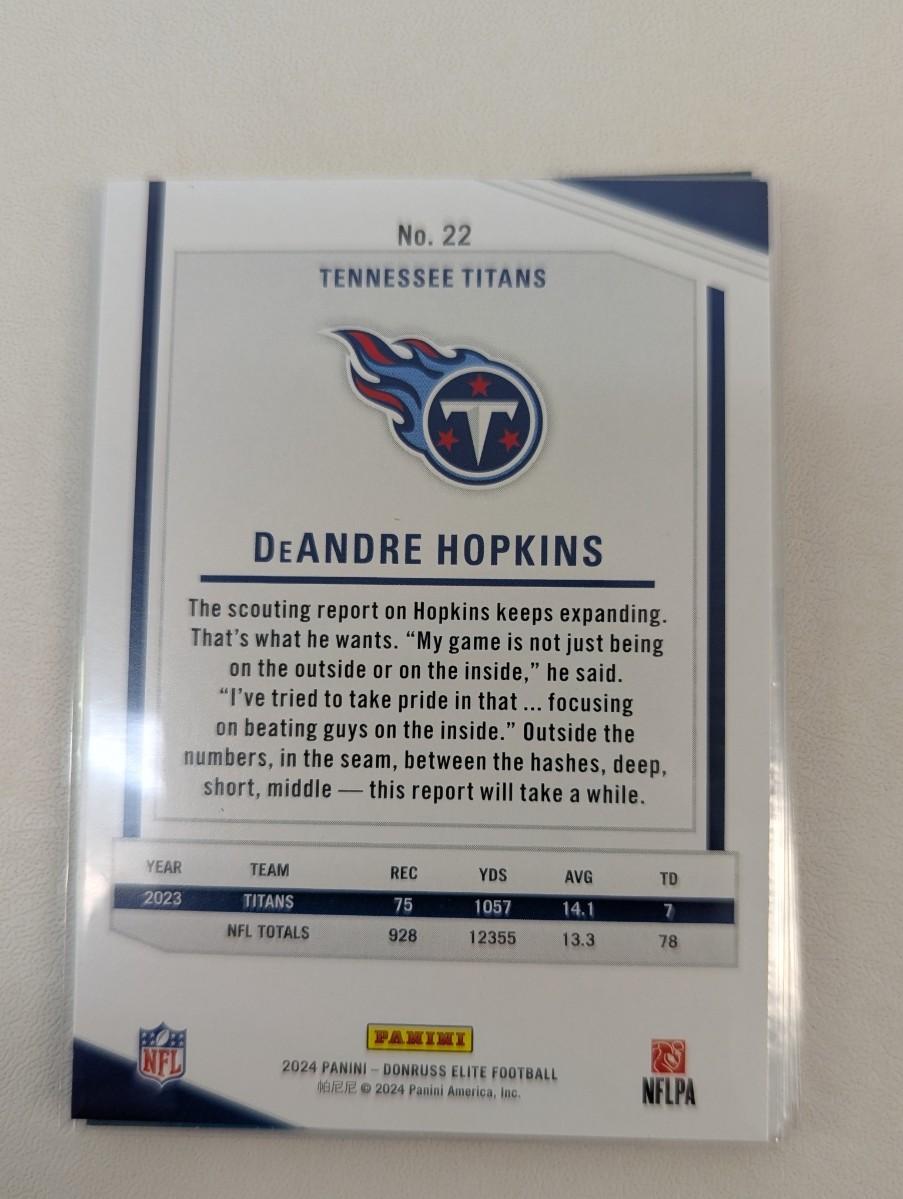 No. 22
TENNESSEE TITANS
T
DeANDRE HOPKINS
The scouting report on Hopkins keeps expanding.
That's what he wants. “My game is not just being
on the outside or on the inside,” he said.
“I've tried to take pride in that ... focusing
on beating guys on the inside.” Outside the
numbers, in the seam, between the hashes, deep,
short, middle — this report will take a while.
YEAR TEAM REC YDS AVG TD
2023 TITANS 75 1057 14.1 7
NFL TOTALS 928 12355 13.3 78
NFL
PANINI
2024 PANINI – DONRUSS ELITE FOOTBALL
帕尼尼 © 2024 Panini America, Inc.
NFLPA